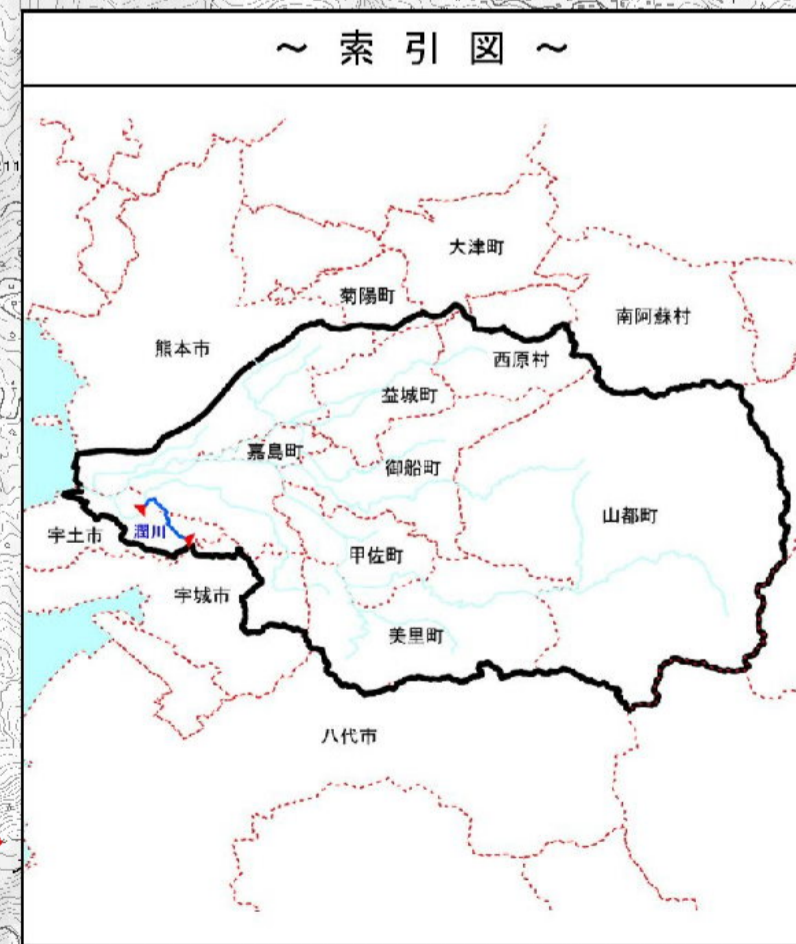 ～ 索 引 図 ～
大津町
菊陽町
南阿蘇村
熊本市
西原村
益城町
嘉島町
御船町
山都町
宇土市
潤川
甲佐町
宇城市
美里町
八代市